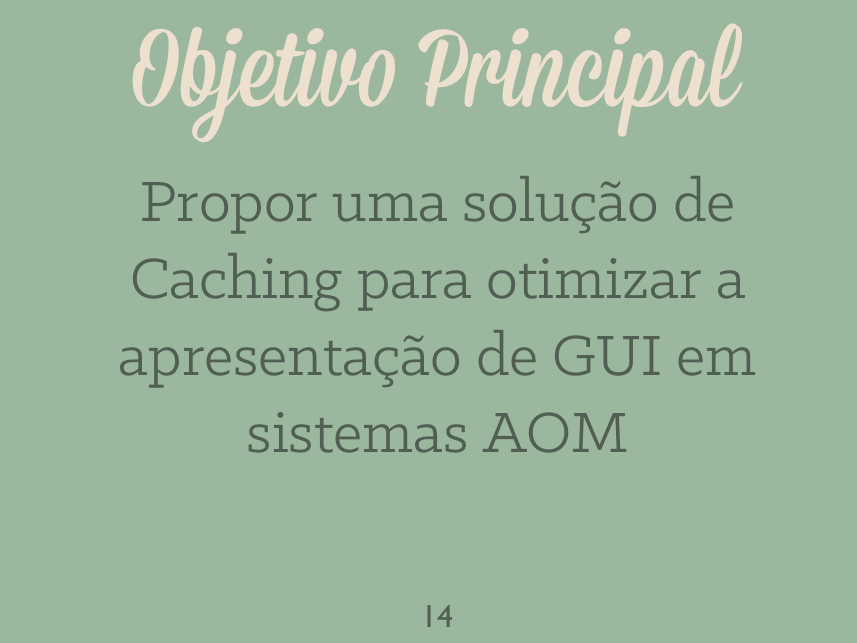 Objetivo Principal
Propor uma solução de
Caching para otimizar a
apresentação de GUI em
sistemas AOM
14